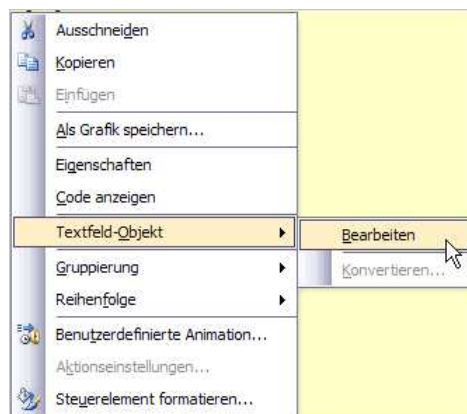 Ausschneiden
Kopieren
Einfügen
Als Grafik speichern...
Eigenschaften
Code anzeigen
Textfeld-Objekt
Bearbeiten
Gruppierung
Konvertieren...
Reihenfolge
Benutzerdefinierte Animation...
Aktionseinstellungen...
Steuerelement formatieren...